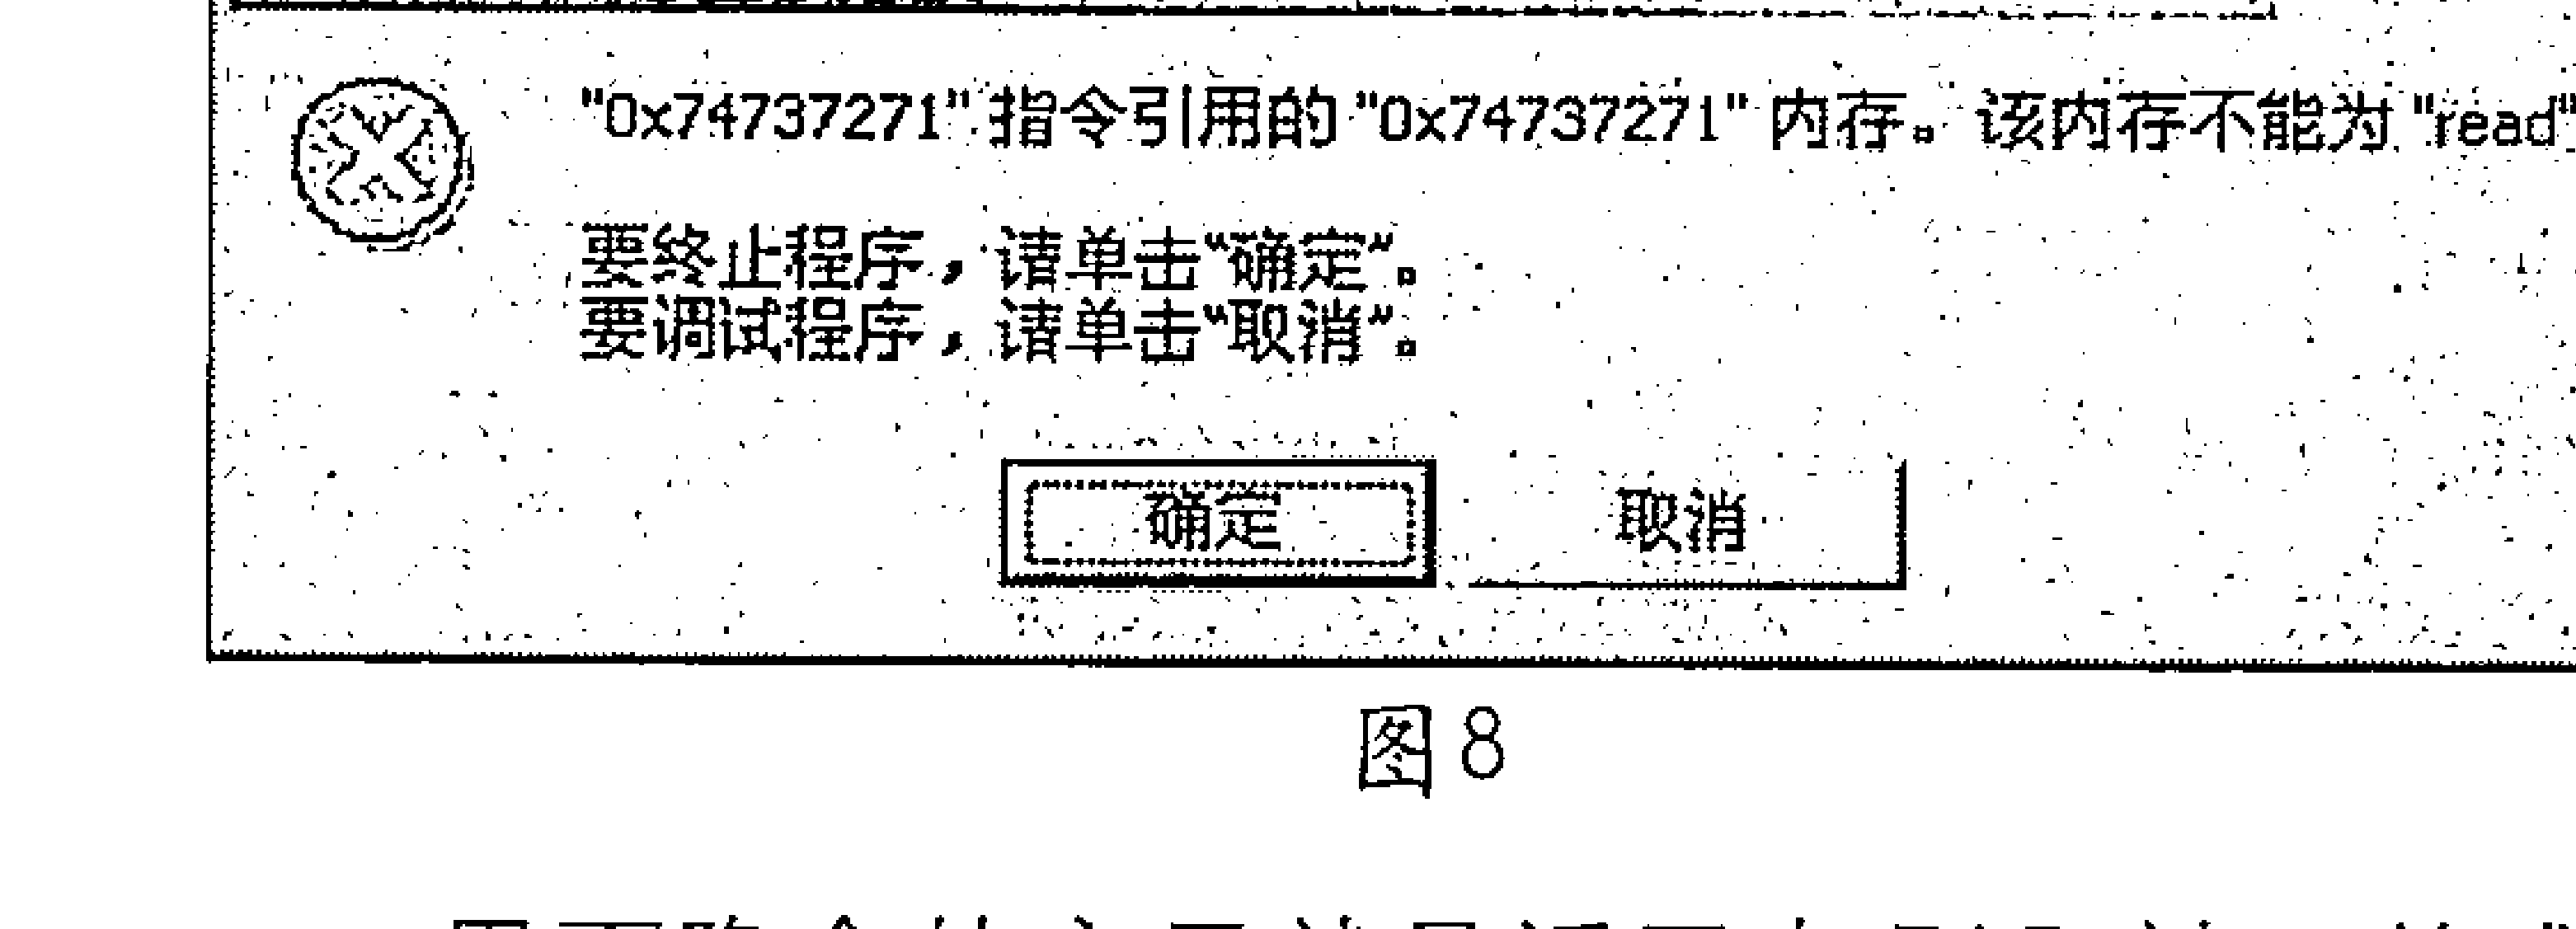 "0x74737271" 指令引用的 "0x74737271" 内存。该内存不能为 "read"
要终止程序，请单击“确定”。
要调试程序，请单击“取消”。
确定 取消
图 8